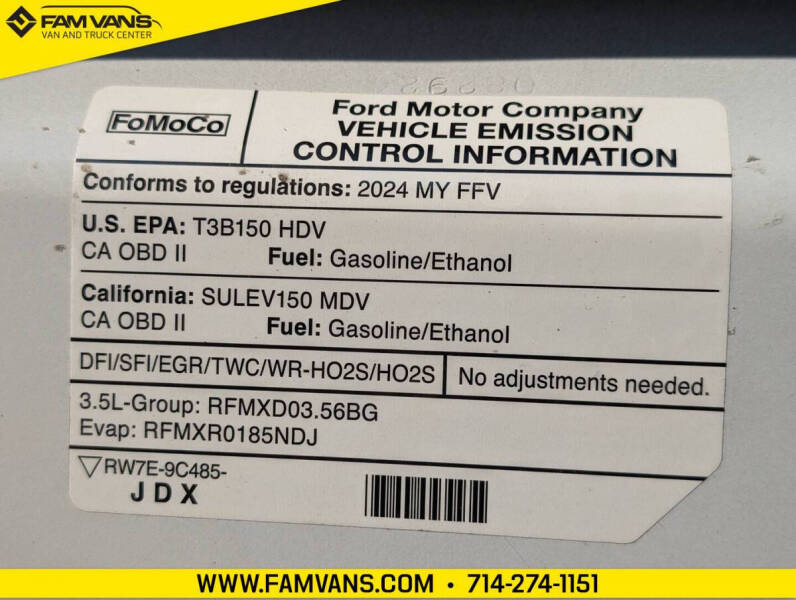 FAM VANS
VAN AND TRUCK CENTER
FoMoCo
Ford Motor Company
VEHICLE EMISSION
CONTROL INFORMATION
Conforms to regulations: 2024 MY FFV
U.S. EPA: T3B150 HDV
CA OBD II Fuel: Gasoline/Ethanol
California: SULEV150 MDV
CA OBD II Fuel: Gasoline/Ethanol
DFI/SFI/EGR/TWC/WR-HO2S/HO2S No adjustments needed.
3.5L-Group: RFMXD03.56BG
Evap: RFMXR0185NDJ
RW7E-9C485-
JDX
WWW.FAMVANS.COM • 714-274-1151